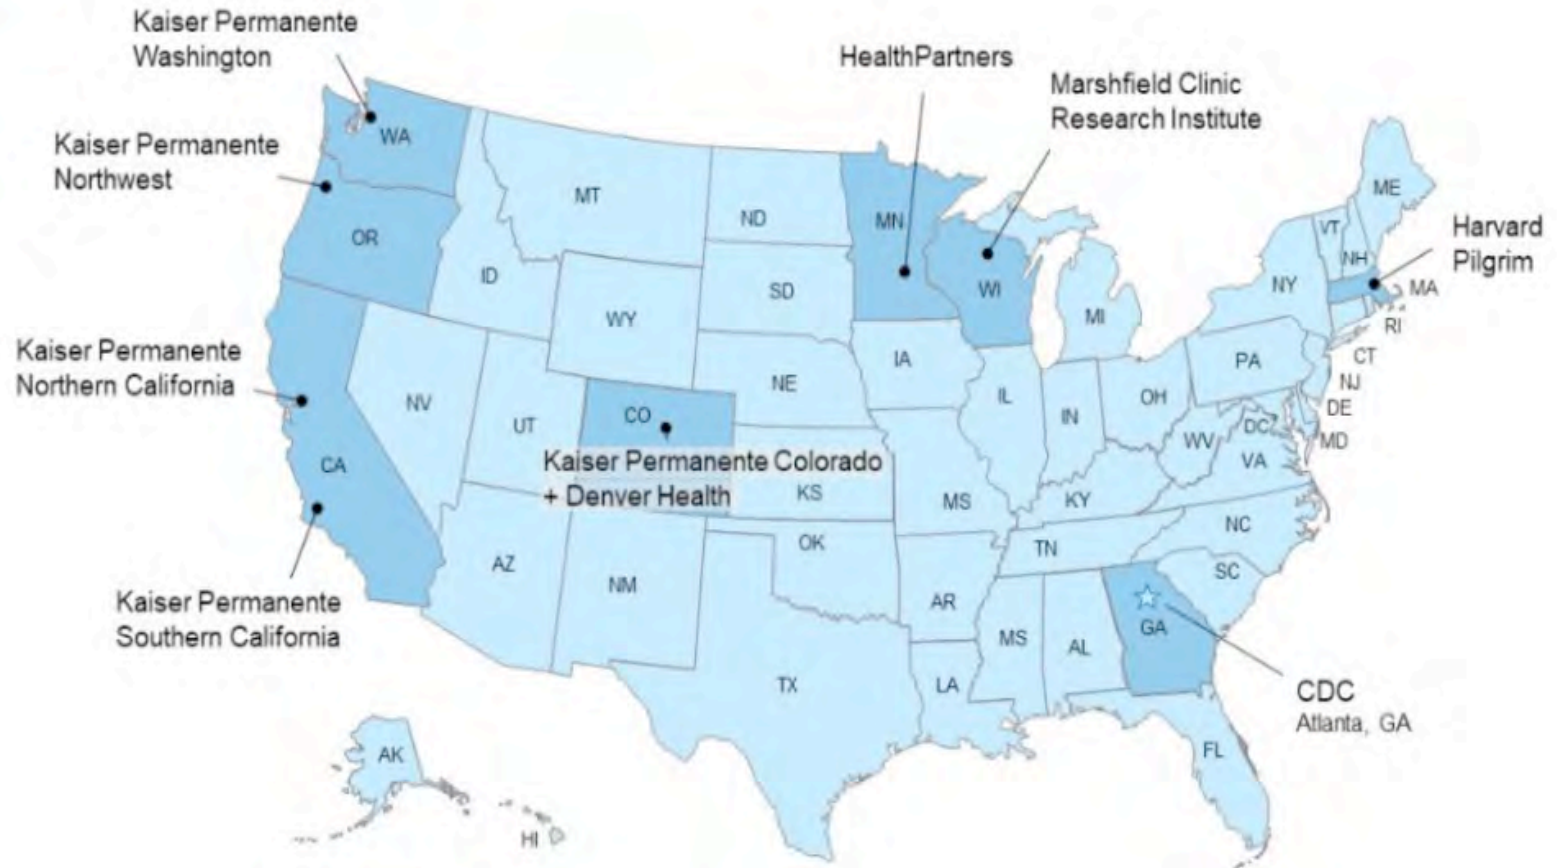 Kaiser Permanente
Washington
HealthPartners
Marshfield Clinic
Research Institute
Kaiser Permanente
Northwest
Harvard
Pilgrim
Kaiser Permanente
Northern California
Kaiser Permanente Colorado
+ Denver Health
Kaiser Permanente
Southern California
CDC
Atlanta, GA
WA
MT
ND
MN
ME
VT
NH
OR
ID
SD
WI
NY
MA
WY
MI
RI
IA
PA
CT
NE
NJ
NV
UT
CO
IL
IN
OH
DE
DC
MD
WV
VA
CA
KS
MS
KY
NC
OK
TN
AZ
NM
SC
AR
GA
MS
AL
TX
LA
FL
AK
HI